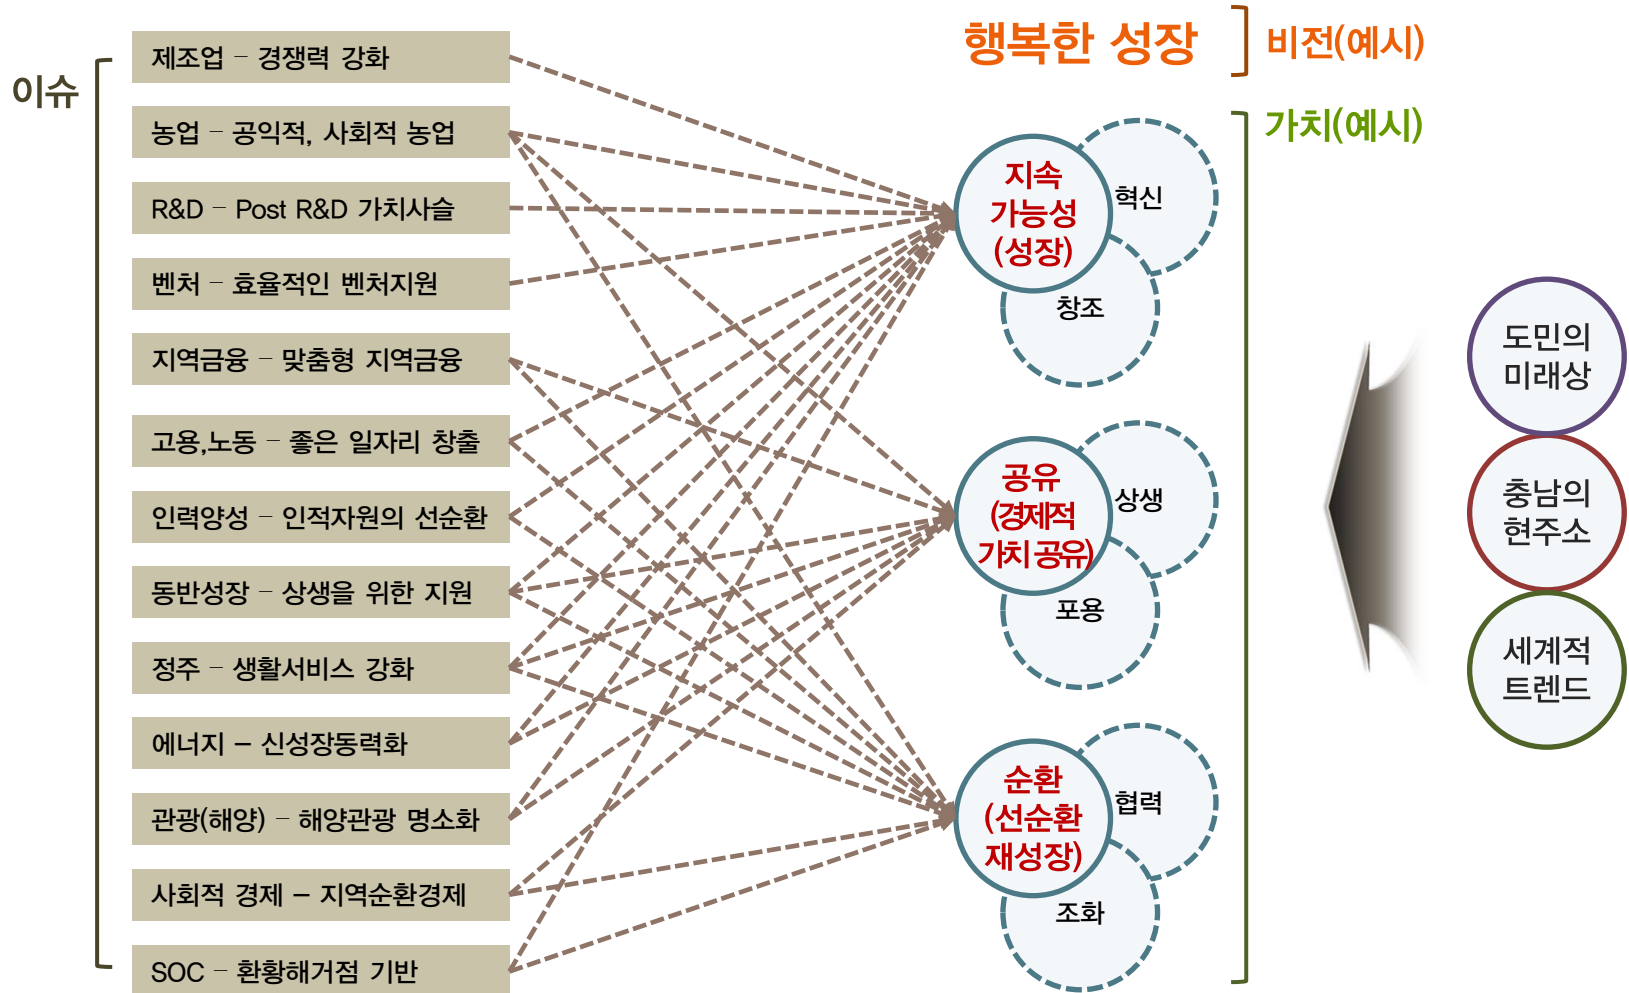 이슈
제조업 – 경쟁력 강화
농업 – 공익적, 사회적 농업
R&D – Post R&D 가치사슬
벤처 – 효율적인 벤처지원
지역금융 – 맞춤형 지역금융
고용,노동 – 좋은 일자리 창출
인력양성 – 인적자원의 선순환
동반성장 – 상생을 위한 지원
정주 – 생활서비스 강화
에너지 – 신성장동력화
관광(해양) – 해양관광 명소화
사회적 경제 – 지역순환경제
SOC – 환황해거점 기반
행복한 성장
비전(예시)
가치(예시)
지속
가능성
(성장)
혁신
창조
공유
(경제적
가치 공유)
상생
포용
순환
(선순환
재성장)
협력
조화
도민의
미래상
충남의
현주소
세계적
트렌드